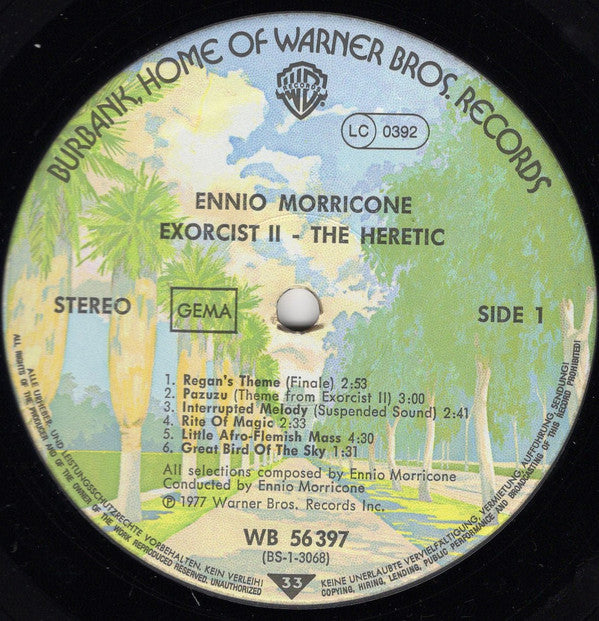 BURBANK, HOME OF WARNER BROS. RECORDS
WB
RECORDS
LC 0392
ENNIO MORRICONE
EXORCIST II - THE HERETIC
STEREO
GEMA
SIDE 1
1. Regan's Theme (Finale) 2:53
2. Pazuzu (Theme from Exorcist II) 3:00
3. Interrupted Melody (Suspended Sound) 2:41
4. Rite Of Magic 2:33
5. Little Afro-Flemish Mass 4:30
6. Great Bird Of The Sky 1:31
All selections composed by Ennio Morricone
Conducted by Ennio Morricone
Ⓟ 1977 Warner Bros. Records Inc.
WB 56 397
(BS-1-3068)
33
ALLE URHEBER- UND LEISTUNGSSCHUTZRECHTE VORBEHALTEN, KEIN VERLEIH!
KEINE UNERLAUBTE VERVIELFÄLTIGUNG, VERMIETUNG, AUFFÜHRUNG, SENDUNG!
ALL RIGHTS OF THE PRODUCER AND OF THE OWNER OF THE WORK REPRODUCED RESERVED. UNAUTHORIZED
COPYING, HIRING, LENDING, PUBLIC PERFORMANCE AND BROADCASTING OF THIS RECORD PROHIBITED!